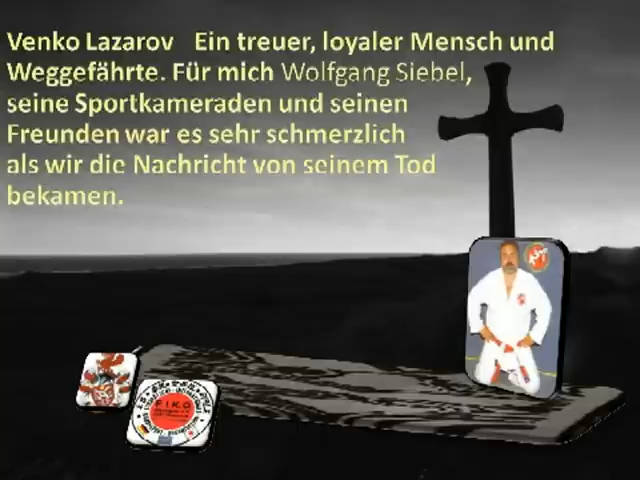 Venko Lazarov Ein treuer, loyaler Mensch und
Weggefährte. Für mich Wolfgang Siebel,
seine Sportkameraden und seinen
Freunden war es sehr schmerzlich
als wir die Nachricht von seinem Tod
bekamen.
F.I.K.O